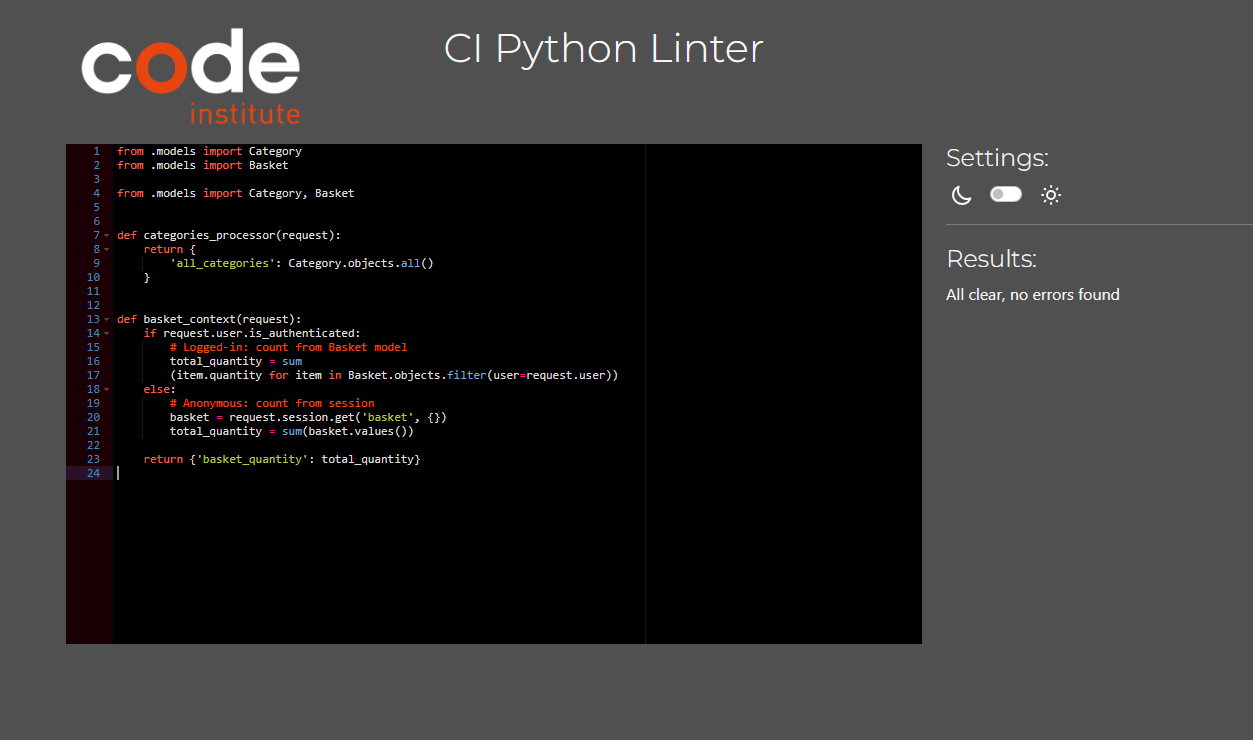 code
institute
CI Python Linter
1 from .models import Category
2 from .models import Basket
3
4 from .models import Category, Basket
5
6
7 def categories_processor(request):
8     return {
9         'all_categories': Category.objects.all()
10     }
11
12
13 def basket_context(request):
14     if request.user.is_authenticated:
15         # Logged-in: count from Basket model
16         total_quantity = sum
17         (item.quantity for item in Basket.objects.filter(user=request.user))
18     else:
19         # Anonymous: count from session
20         basket = request.session.get('basket', {})
21         total_quantity = sum(basket.values())
22
23     return {'basket_quantity': total_quantity}
24
Settings:
Results:
All clear, no errors found